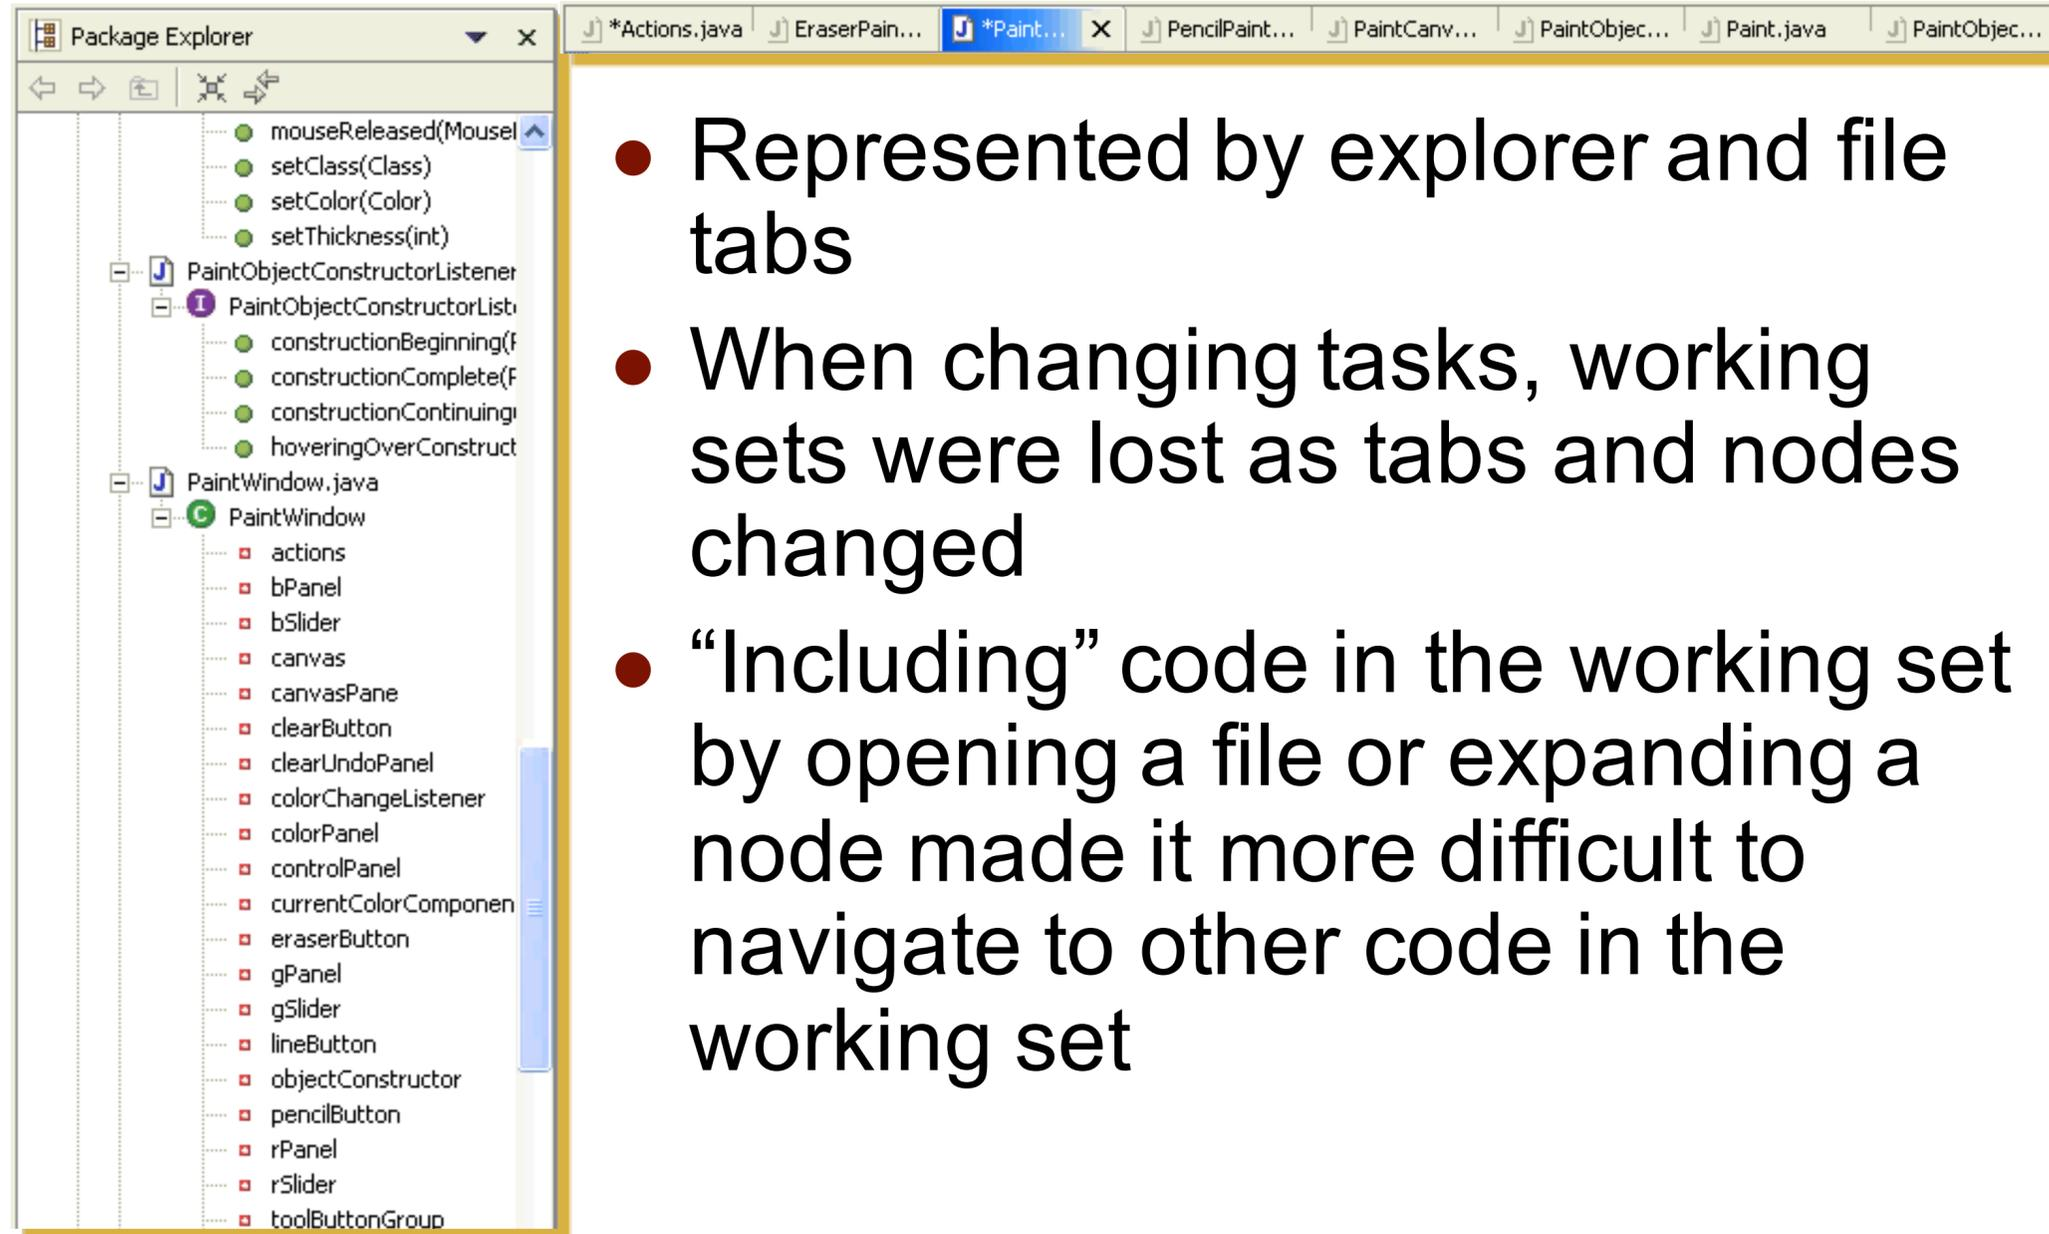 Package Explorer
*Actions.java EraserPain... *Paint... PencilPaint... PaintCanv... PaintObjec... Paint.java PaintObjec...
mouseReleased(Mousel
setClass(Class)
setColor(Color)
setThickness(int)
PaintObjectConstructorListener
PaintObjectConstructorList
constructionBeginning(
constructionComplete(
constructionContinuing
hoveringOverConstruct
PaintWindow.java
PaintWindow
actions
bPanel
bSlider
canvas
canvasPane
clearButton
clearUndoPanel
colorChangeListener
colorPanel
controlPanel
currentColorComponen
eraserButton
gPanel
gSlider
lineButton
objectConstructor
pencilButton
rPanel
rSlider
toolButtonGroup
• Represented by explorer and file
tabs
• When changing tasks, working
sets were lost as tabs and nodes
changed
• “Including” code in the working set
by opening a file or expanding a
node made it more difficult to
navigate to other code in the
working set